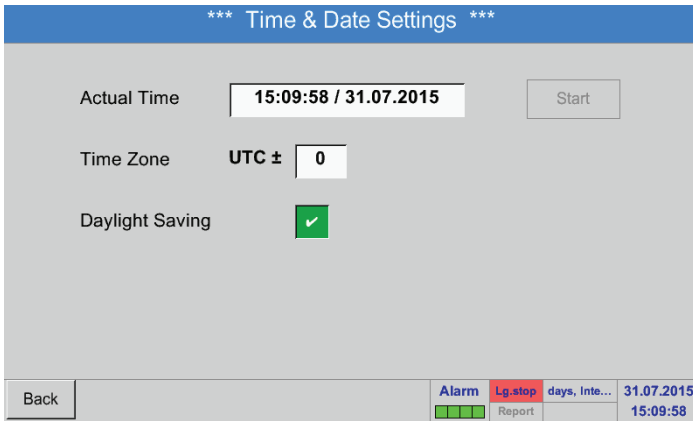 *** Time & Date Settings ***
Actual Time 15:09:58 / 31.07.2015 Start
Time Zone UTC ± 0
Daylight Saving ✔
Back Alarm Lg.stop days, Inte... 31.07.2015
Report 15:09:58